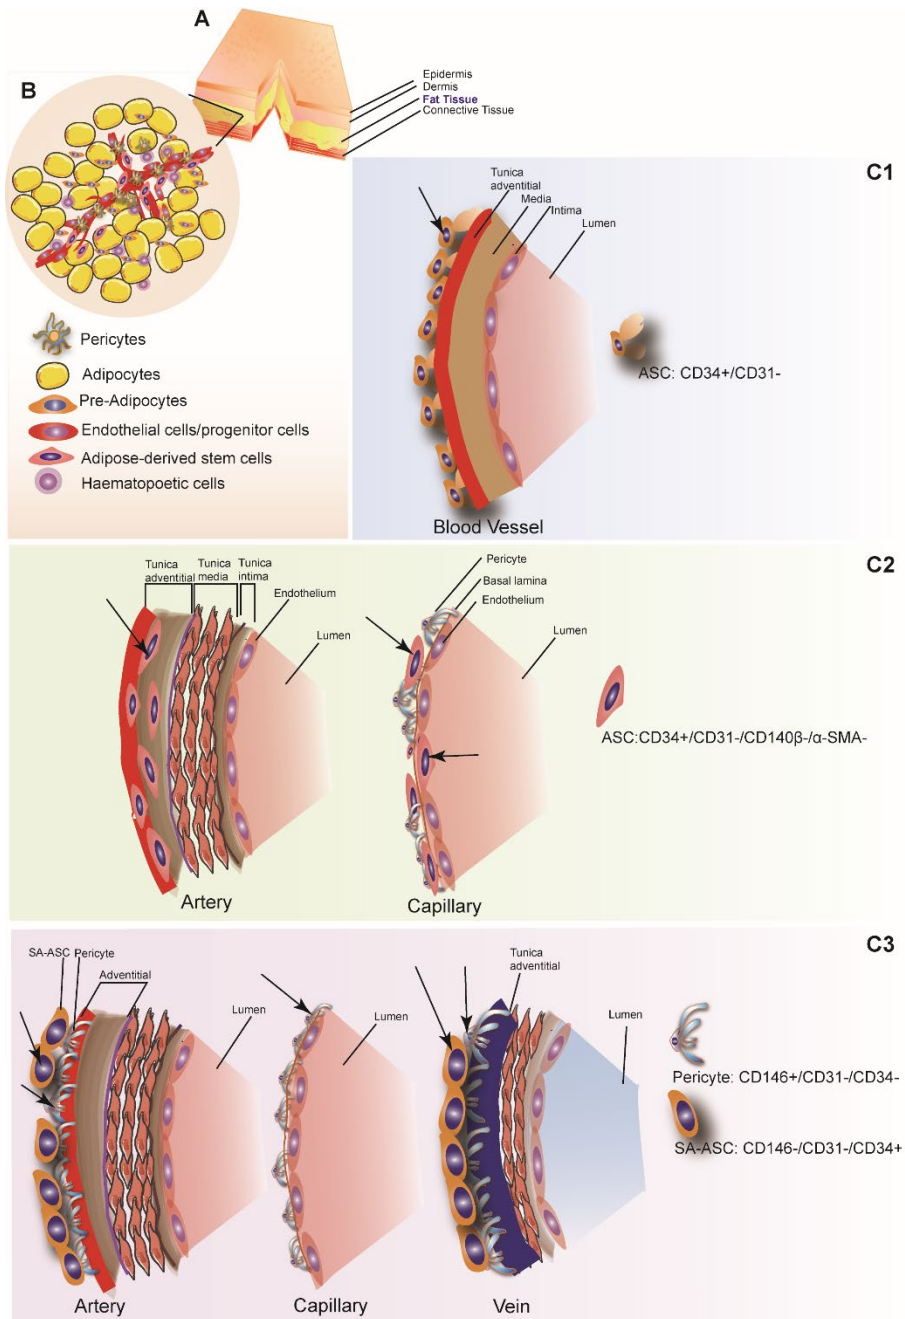 A
Epidermis
Dermis
Fat Tissue
Connective Tissue
B
Pericytes
Adipocytes
Pre-Adipocytes
Endothelial cells/progenitor cells
Adipose-derived stem cells
Haematopoetic cells
C1
Tunica
adventitial
Media
Intima
Lumen
ASC: CD34+/CD31-
Blood Vessel
C2
Tunica
adventitial
Tunica
media
Tunica
intima
Endothelium
Lumen
Artery
Pericyte
Basal lamina
Endothelium
Lumen
Capillary
ASC:CD34+/CD31-/CD140β-/α-SMA-
C3
SA-ASC
Pericyte
Adventitial
Lumen
Artery
Lumen
Capillary
Tunica
adventitial
Lumen
Vein
Pericyte: CD146+/CD31-/CD34-
SA-ASC: CD146-/CD31-/CD34+